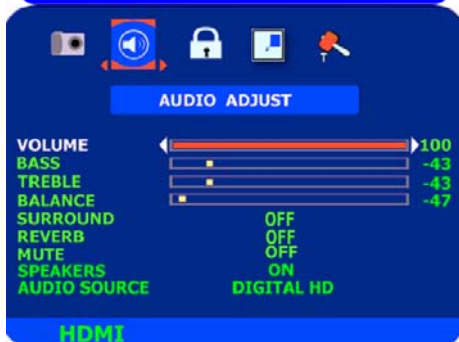 AUDIO ADJUST
VOLUME 100
BASS -43
TREBLE -43
BALANCE -47
SURROUND OFF
REVERB OFF
MUTE OFF
SPEAKERS ON
AUDIO SOURCE DIGITAL HD
HDMI